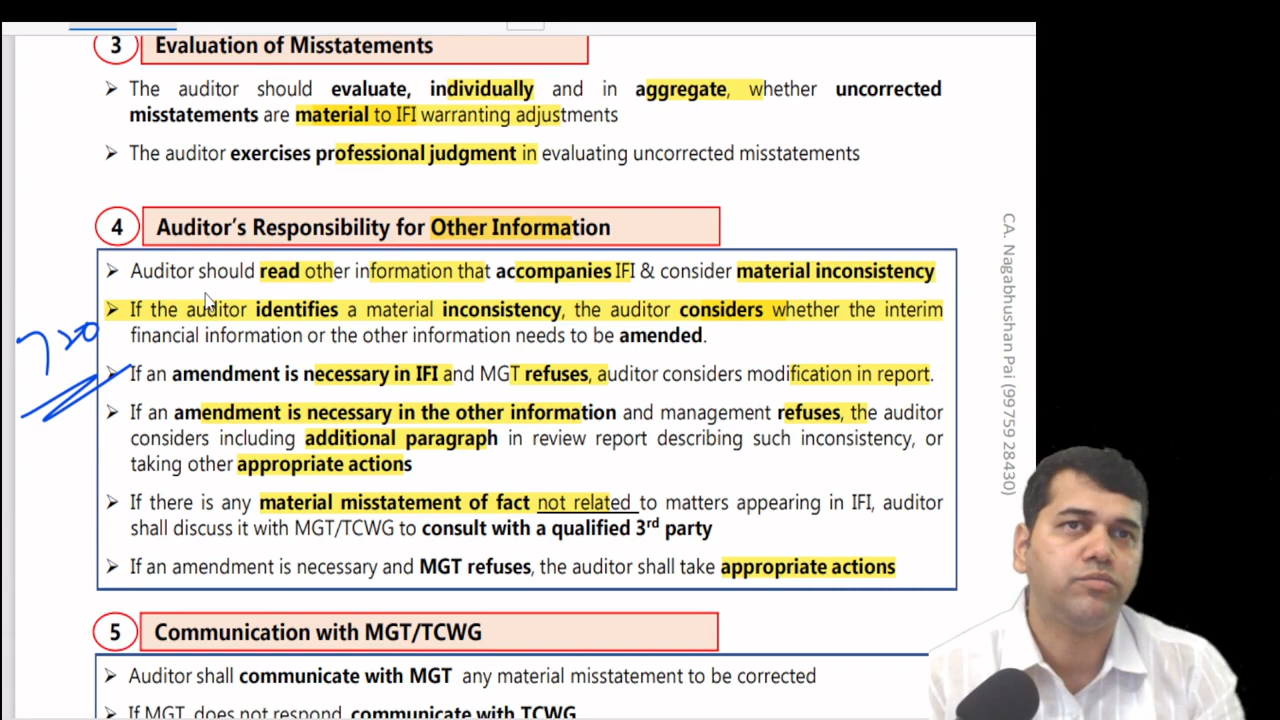 3 Evaluation of Misstatements
➢ The auditor should evaluate, individually and in aggregate, whether uncorrected
misstatements are material to IFI warranting adjustments
➢ The auditor exercises professional judgment in evaluating uncorrected misstatements
4 Auditor’s Responsibility for Other Information
➢ Auditor should read other information that accompanies IFI & consider material inconsistency
➢ If the auditor identifies a material inconsistency, the auditor considers whether the interim
financial information or the other information needs to be amended.
720
➢ If an amendment is necessary in IFI and MGT refuses, auditor considers modification in report.
➢ If an amendment is necessary in the other information and management refuses, the auditor
considers including additional paragraph in review report describing such inconsistency, or
taking other appropriate actions
➢ If there is any material misstatement of fact not related to matters appearing in IFI, auditor
shall discuss it with MGT/TCWG to consult with a qualified 3rd party
➢ If an amendment is necessary and MGT refuses, the auditor shall take appropriate actions
5 Communication with MGT/TCWG
➢ Auditor shall communicate with MGT any material misstatement to be corrected
➢ If MGT does not respond communicate with TCWG
CA. Nagabhushan Pai (99759 28430)